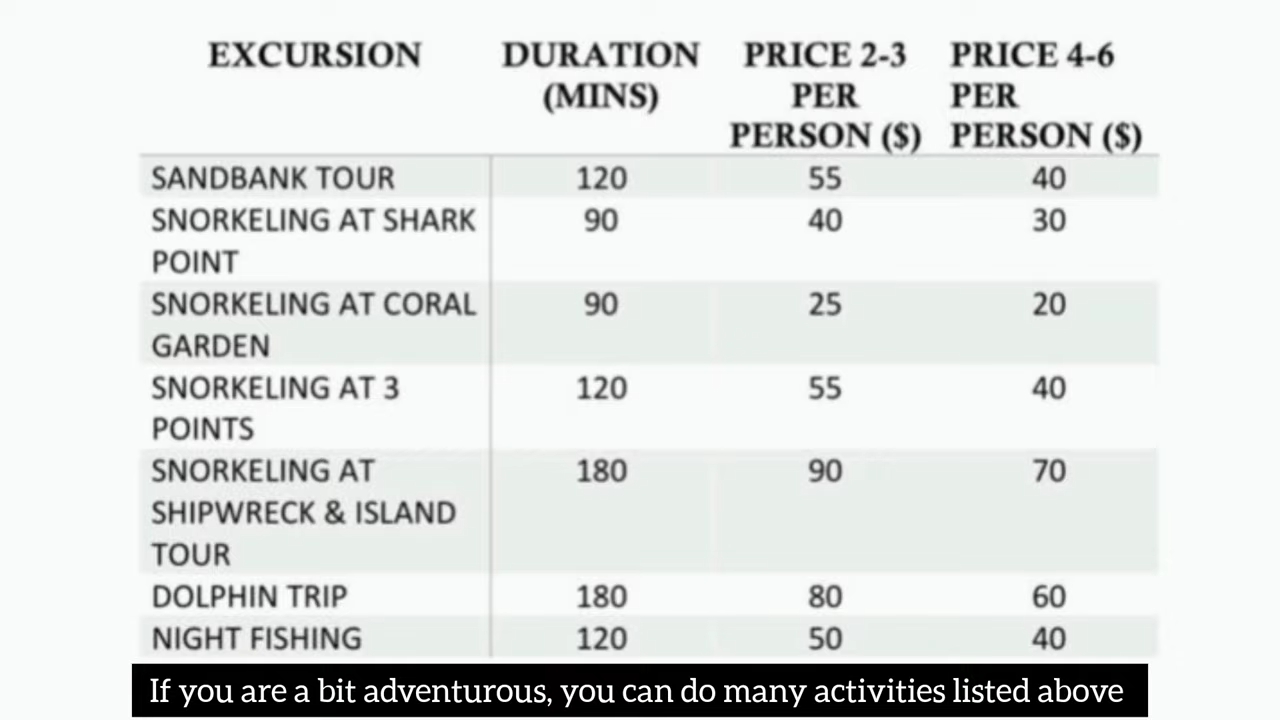 EXCURSION DURATION (MINS) PRICE 2-3 PER PERSON ($) PRICE 4-6 PER PERSON ($)
SANDBANK TOUR 120 55 40
SNORKELING AT SHARK 90 40 30
POINT
SNORKELING AT CORAL 90 25 20
GARDEN
SNORKELING AT 3 120 55 40
POINTS
SNORKELING AT 180 90 70
SHIPWRECK & ISLAND
TOUR
DOLPHIN TRIP 180 80 60
NIGHT FISHING 120 50 40
If you are a bit adventurous, you can do many activities listed above